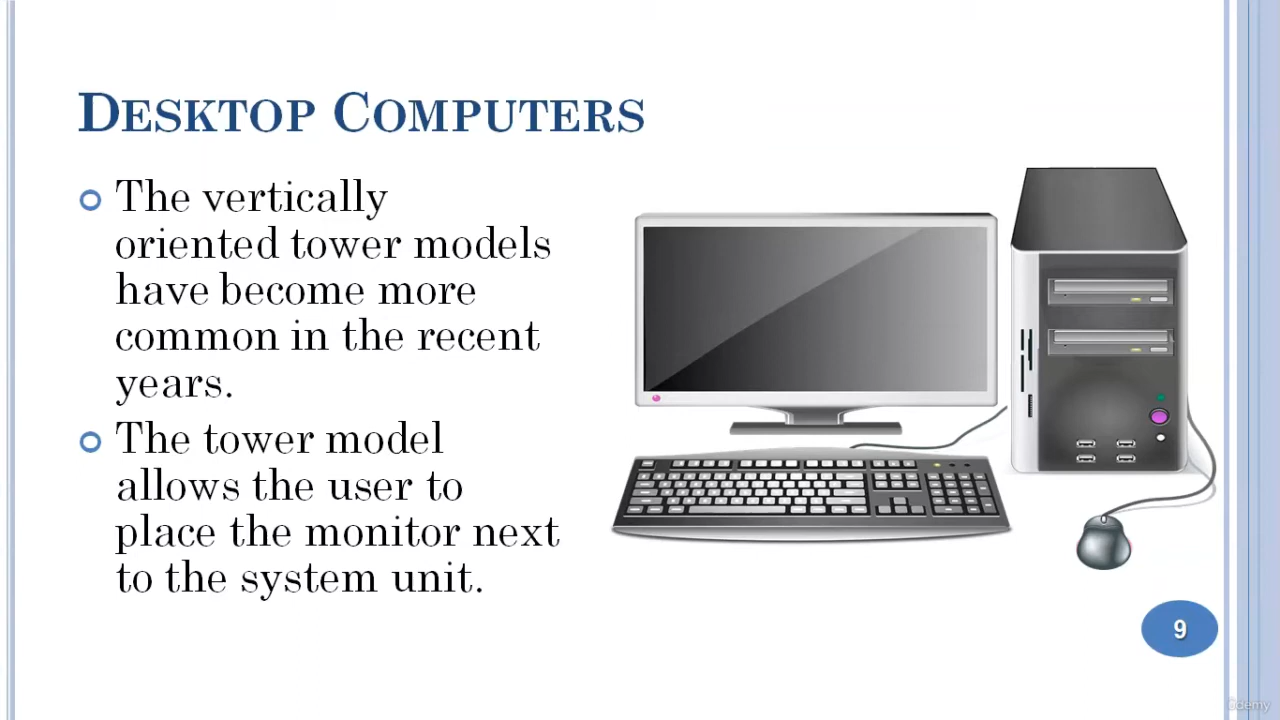 DESKTOP COMPUTERS
The vertically
oriented tower models
have become more
common in the recent
years.
The tower model
allows the user to
place the monitor next
to the system unit.
9
ûdemy